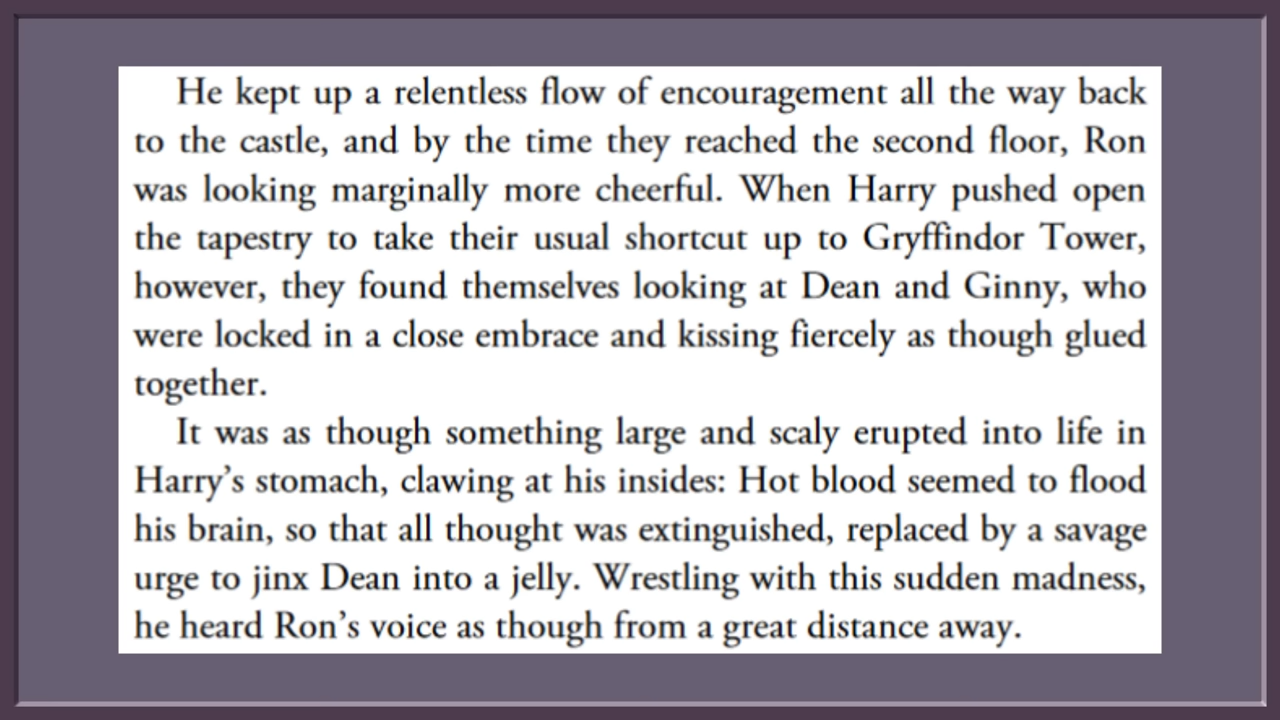 He kept up a relentless flow of encouragement all the way back
to the castle, and by the time they reached the second floor, Ron
was looking marginally more cheerful. When Harry pushed open
the tapestry to take their usual shortcut up to Gryffindor Tower,
however, they found themselves looking at Dean and Ginny, who
were locked in a close embrace and kissing fiercely as though glued
together.
It was as though something large and scaly erupted into life in
Harry’s stomach, clawing at his insides: Hot blood seemed to flood
his brain, so that all thought was extinguished, replaced by a savage
urge to jinx Dean into a jelly. Wrestling with this sudden madness,
he heard Ron’s voice as though from a great distance away.